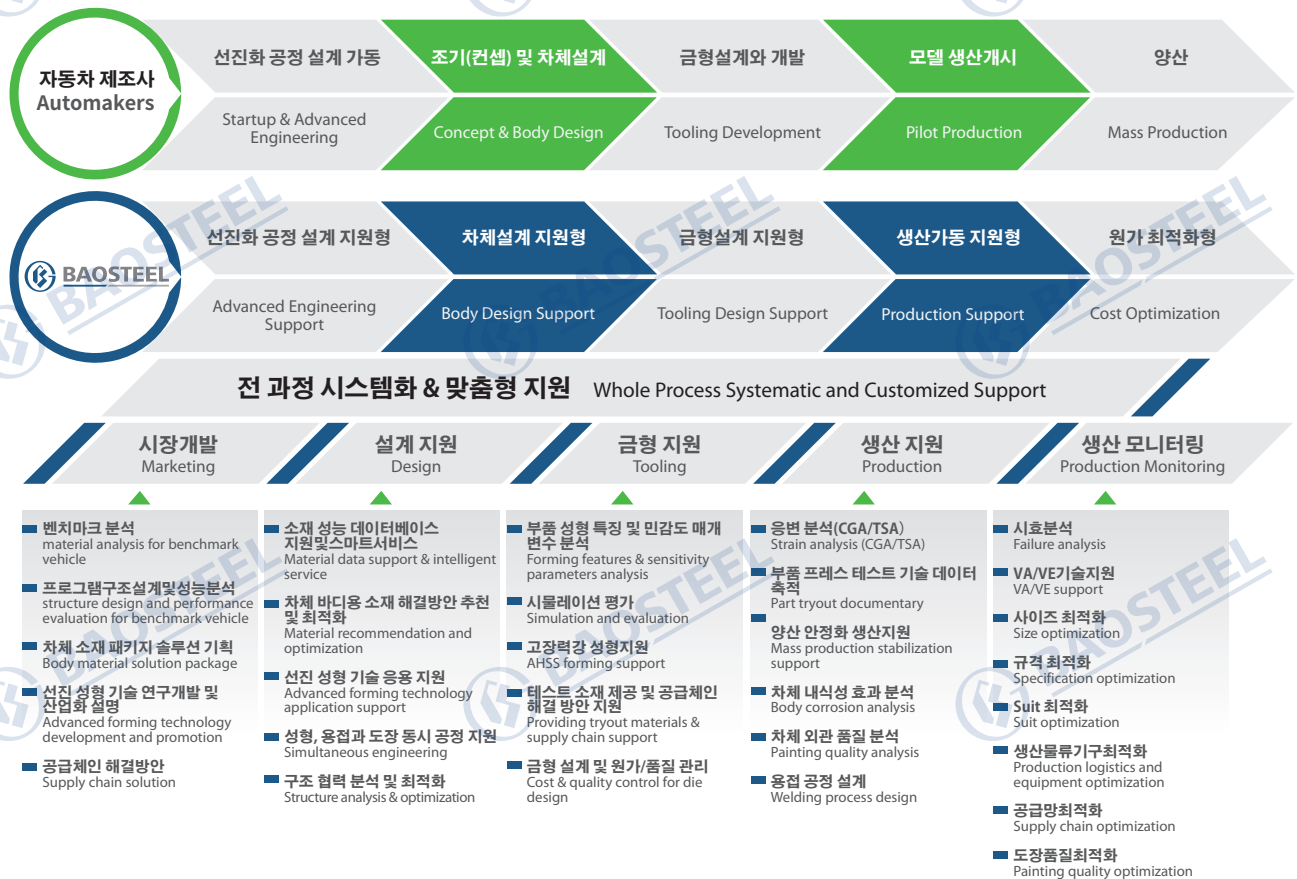 자동차 제조사
Automakers
선진화 공정 설계 가동
조기(컨셉) 및 차체설계
금형설계와 개발
모델 생산개시
양산
Startup & Advanced
Engineering
Concept & Body Design
Tooling Development
Pilot Production
Mass Production
BAOSTEEL
선진화 공정 설계 지원형
차체설계 지원형
금형설계 지원형
생산가동 지원형
원가 최적화형
Advanced Engineering
Support
Body Design Support
Tooling Design Support
Production Support
Cost Optimization
전 과정 시스템화 & 맞춤형 지원 Whole Process Systematic and Customized Support
시장개발
Marketing
설계 지원
Design
금형 지원
Tooling
생산 지원
Production
생산 모니터링
Production Monitoring
벤치마크 분석
material analysis for benchmark
vehicle
프로그램구조설계및성능분석
structure design and performance
evaluation for benchmark vehicle
차체 소재 패키지 솔루션 기획
Body material solution package
선진 성형 기술 연구개발 및
산업화 설명
Advanced forming technology
development and promotion
공급체인 해결방안
Supply chain solution
소재 성능 데이터베이스
지원및스마트서비스
Material data support & intelligent
service
차체 바디용 소재 해결방안 추천
및 최적화
Material recommendation and
optimization
선진 성형 기술 응용 지원
Advanced forming technology
application support
성형, 용접과 도장 동시 공정 지원
Simultaneous engineering
구조 협력 분석 및 최적화
Structure analysis & optimization
부품 성형 특징 및 민감도 매개
변수 분석
Forming features & sensitivity
parameters analysis
시물레이션 평가
Simulation and evaluation
고장력강 성형지원
AHSS forming support
테스트 소재 제공 및 공급체인
해결 방안 지원
Providing tryout materials &
supply chain support
금형 설계 및 원가/품질 관리
Cost & quality control for die
design
응변 분석(CGA/TSA)
Strain analysis (CGA/TSA)
부품 프레스 테스트 기술 데이터
축적
Part tryout documentary
양산 안정화 생산지원
Mass production stabilization
support
차체 내식성 효과 분석
Body corrosion analysis
차체 외관 품질 분석
Painting quality analysis
용접 공정 설계
Welding process design
시효분석
Failure analysis
VA/VE기술지원
VA/VE support
사이즈 최적화
Size optimization
규격 최적화
Specification optimization
Suit 최적화
Suit optimization
생산물류기구최적화
Production logistics and
equipment optimization
공급망최적화
Supply chain optimization
도장품질최적화
Painting quality optimization